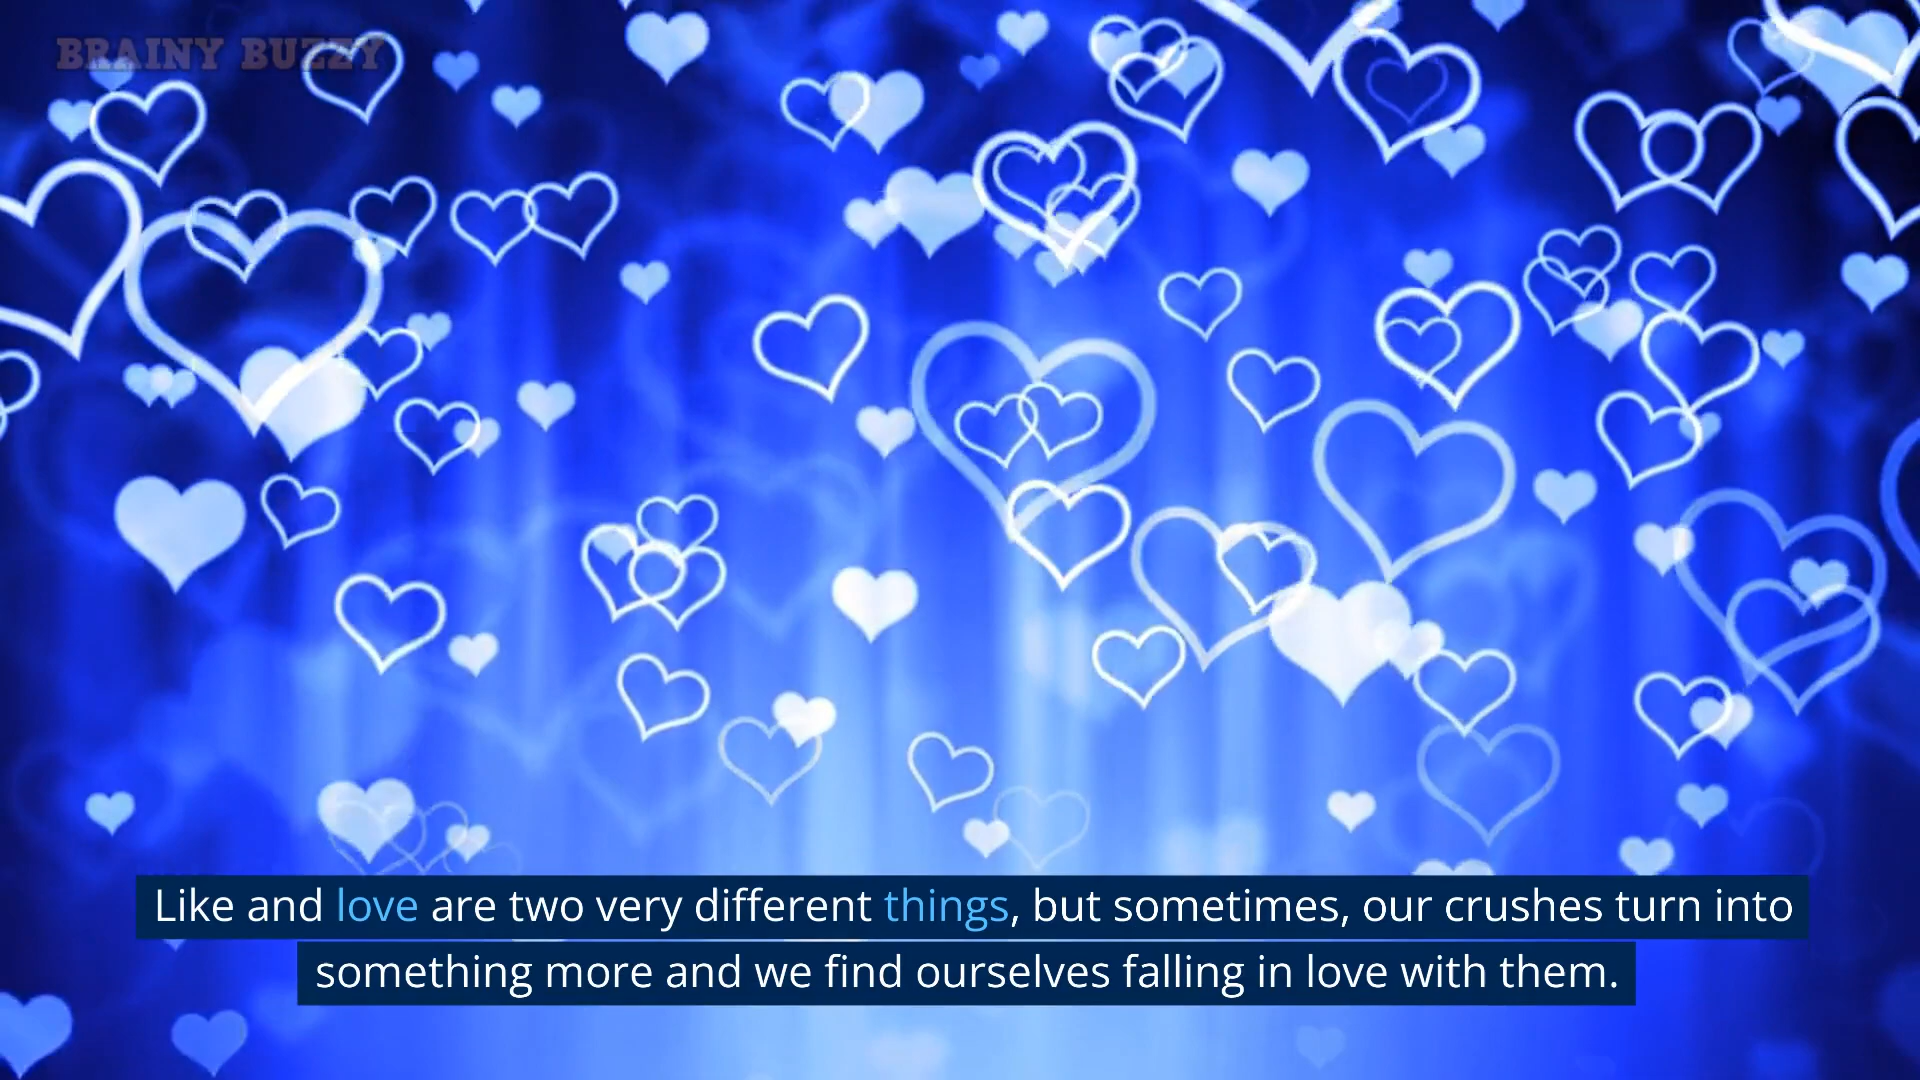 BRAINY BUZZY
Like and love are two very different things, but sometimes, our crushes turn into
something more and we find ourselves falling in love with them.